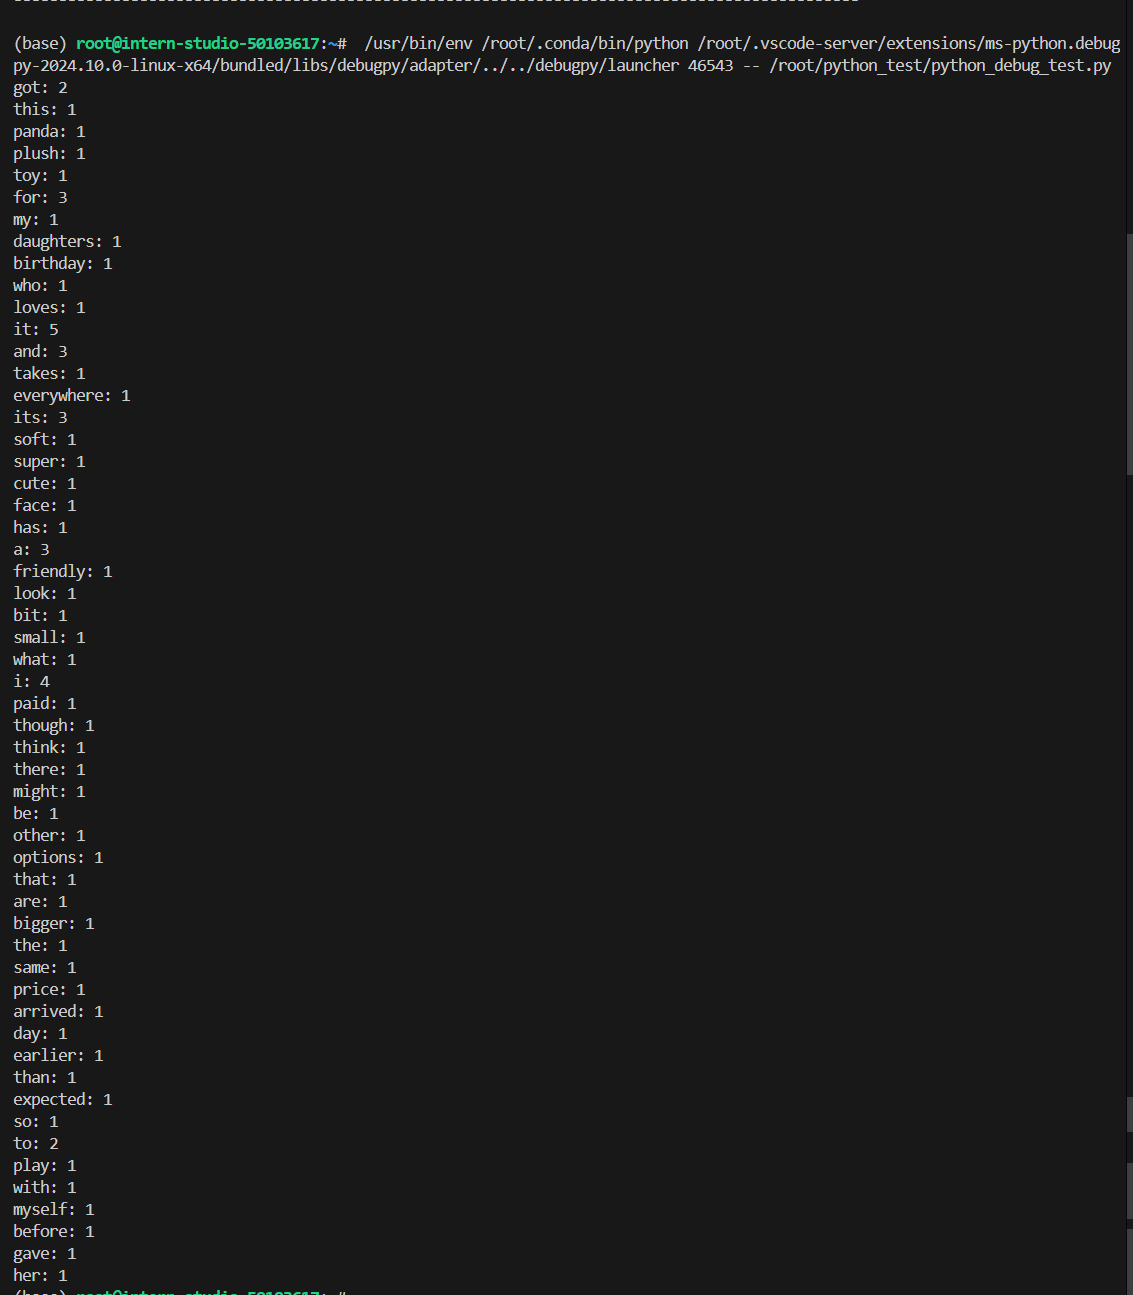 (base) root@intern-studio-50103617:~#  /usr/bin/env /root/.conda/bin/python /root/.vscode-server/extensions/ms-python.debug
py-2024.10.0-linux-x64/bundled/libs/debugpy/adapter/../../debugpy/launcher 46543 -- /root/python_test/python_debug_test.py
got: 2
this: 1
panda: 1
plush: 1
toy: 1
for: 3
my: 1
daughters: 1
birthday: 1
who: 1
loves: 1
it: 5
and: 3
takes: 1
everywhere: 1
its: 3
soft: 1
super: 1
cute: 1
face: 1
has: 1
a: 3
friendly: 1
look: 1
bit: 1
small: 1
what: 1
i: 4
paid: 1
though: 1
think: 1
there: 1
might: 1
be: 1
other: 1
options: 1
that: 1
are: 1
bigger: 1
the: 1
same: 1
price: 1
arrived: 1
day: 1
earlier: 1
than: 1
expected: 1
so: 1
to: 2
play: 1
with: 1
myself: 1
before: 1
gave: 1
her: 1
(base) root@intern-studio-50103617:~#